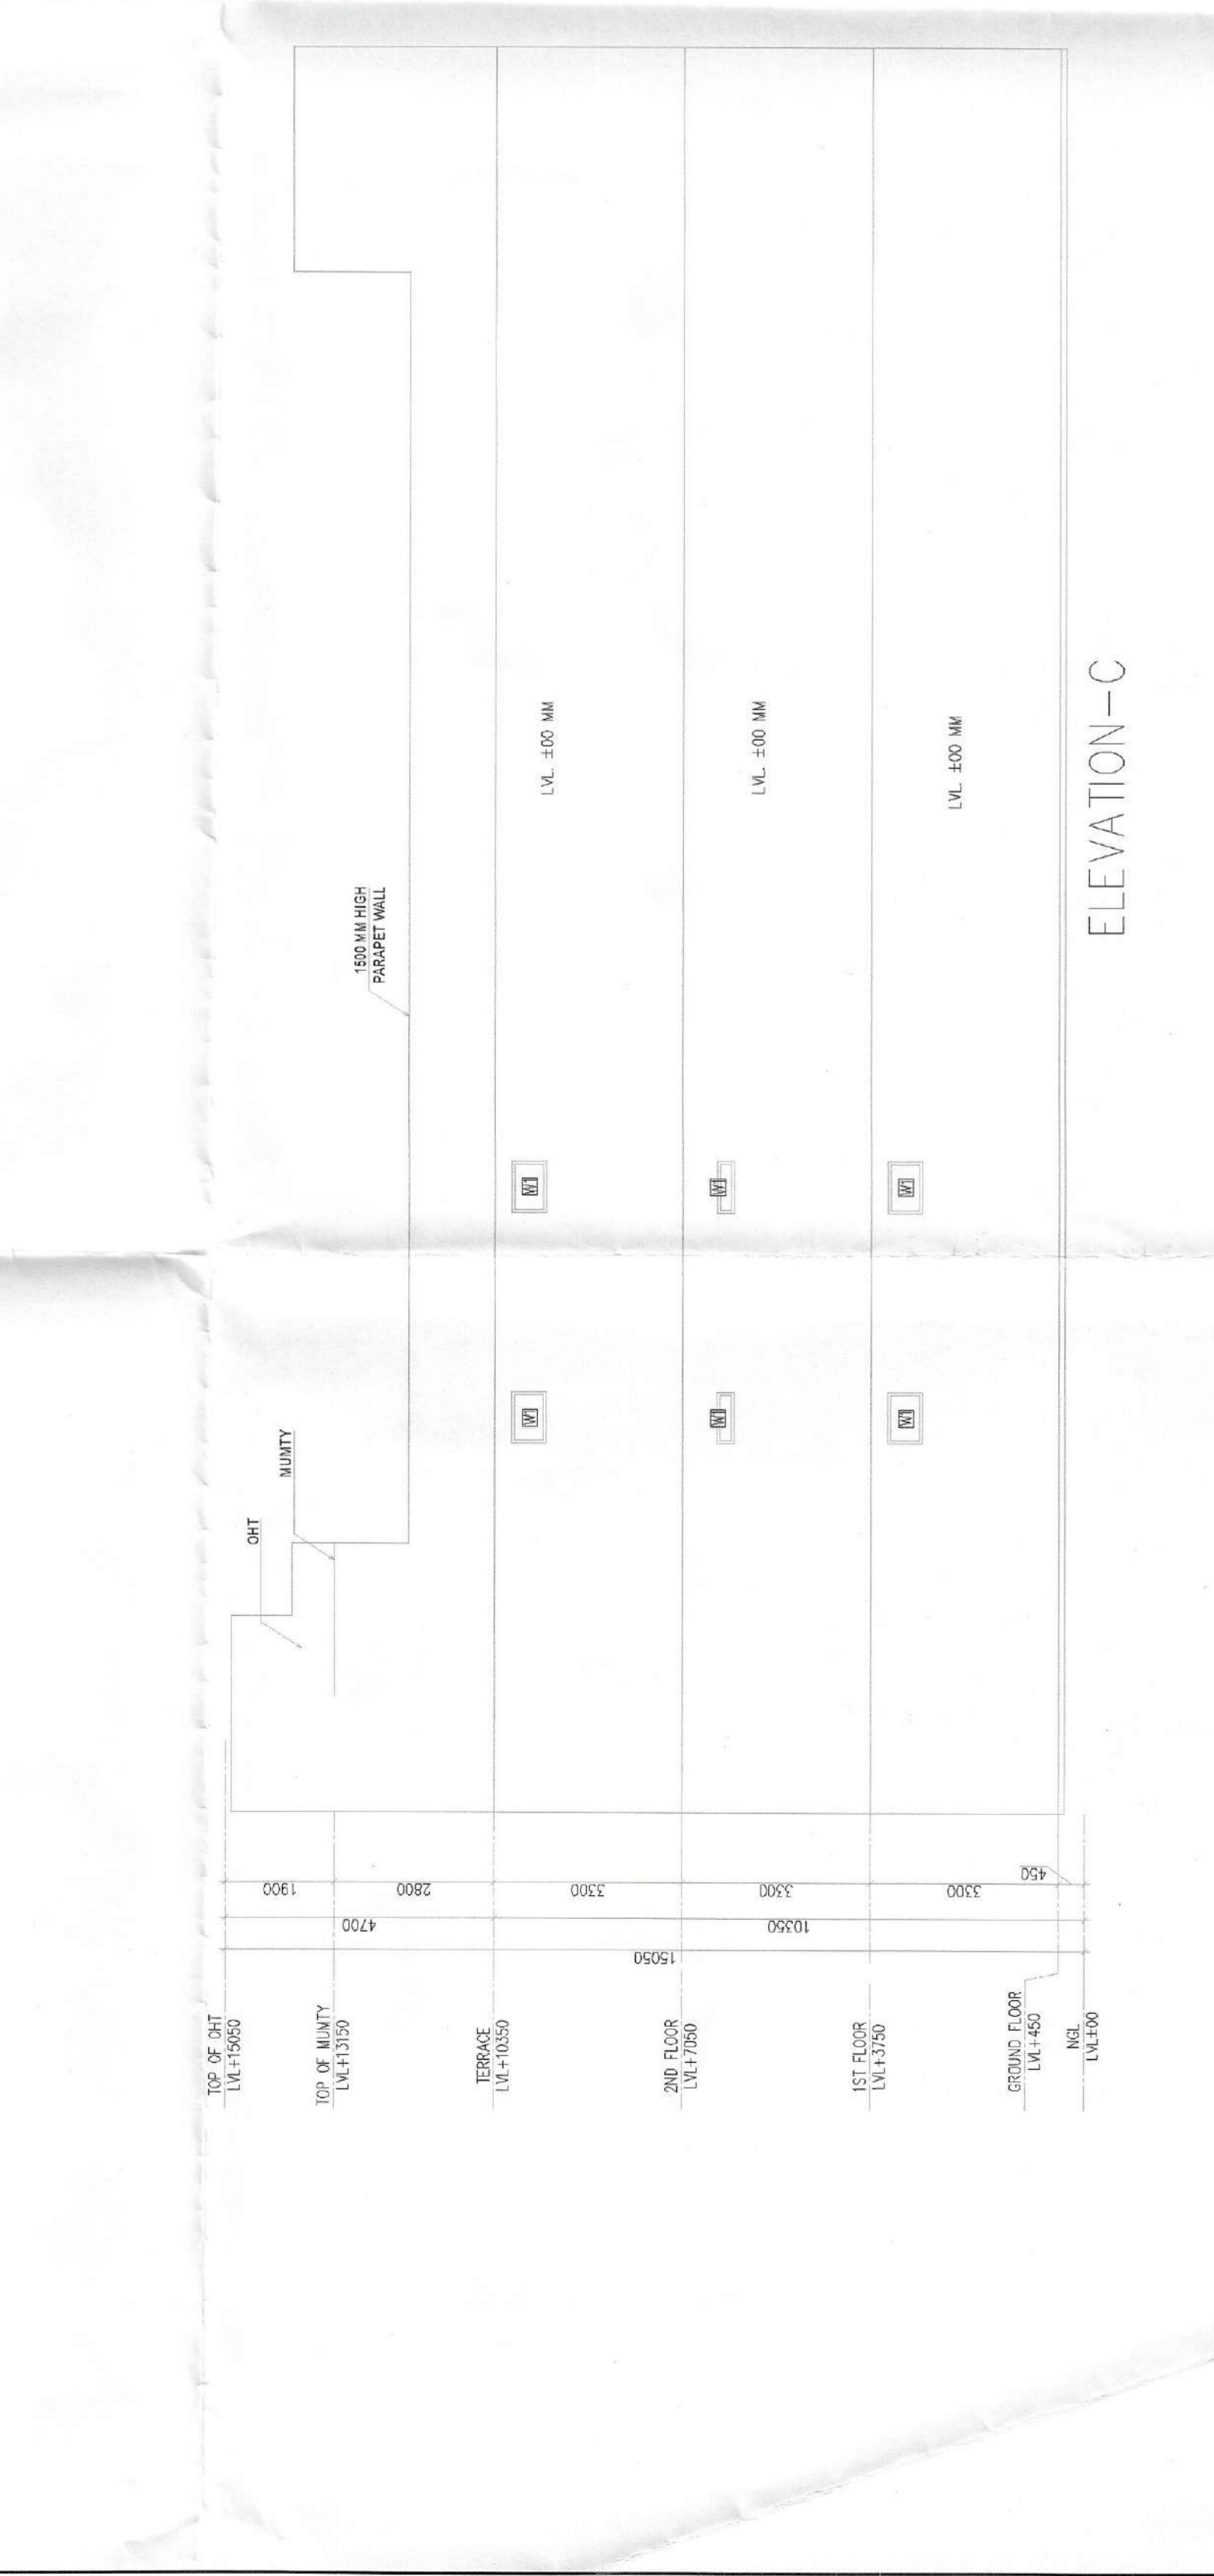 TOP OF OHT
LVL+15050
TOP OF MUMTY
LVL+13150
TERRACE
LVL+10350
2ND FLOOR
LVL+7050
1ST FLOOR
LVL+3750
GROUND FLOOR
LVL+450
NGL
LVL±00
15050
4700
10350
1900
2800
3300
3300
3300
450
OHT
MUMTY
1500 MM HIGH
PARAPET WALL
W1
W1
LVL. ±00 MM
W1
W1
LVL. ±00 MM
W1
W1
LVL. ±00 MM
ELEVATION-C